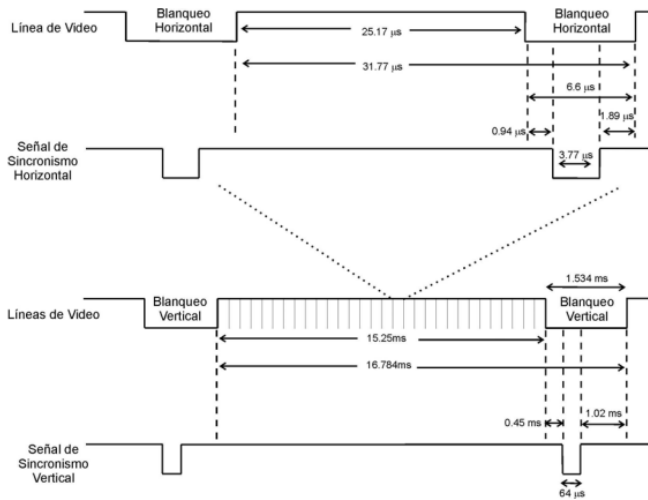 Línea de Video
Blanqueo
Horizontal
Blanqueo
Horizontal
25.17 µs
31.77 µs
6.6 µs
1.89 µs
0.94 µs
Señal de
Sincronismo
Horizontal
3.77 µs
1.534 ms
Líneas de Video
Blanqueo
Vertical
Blanqueo
Vertical
15.25ms
16.784ms
0.45 ms
1.02 ms
Señal de
Sincronismo
Vertical
64 µs